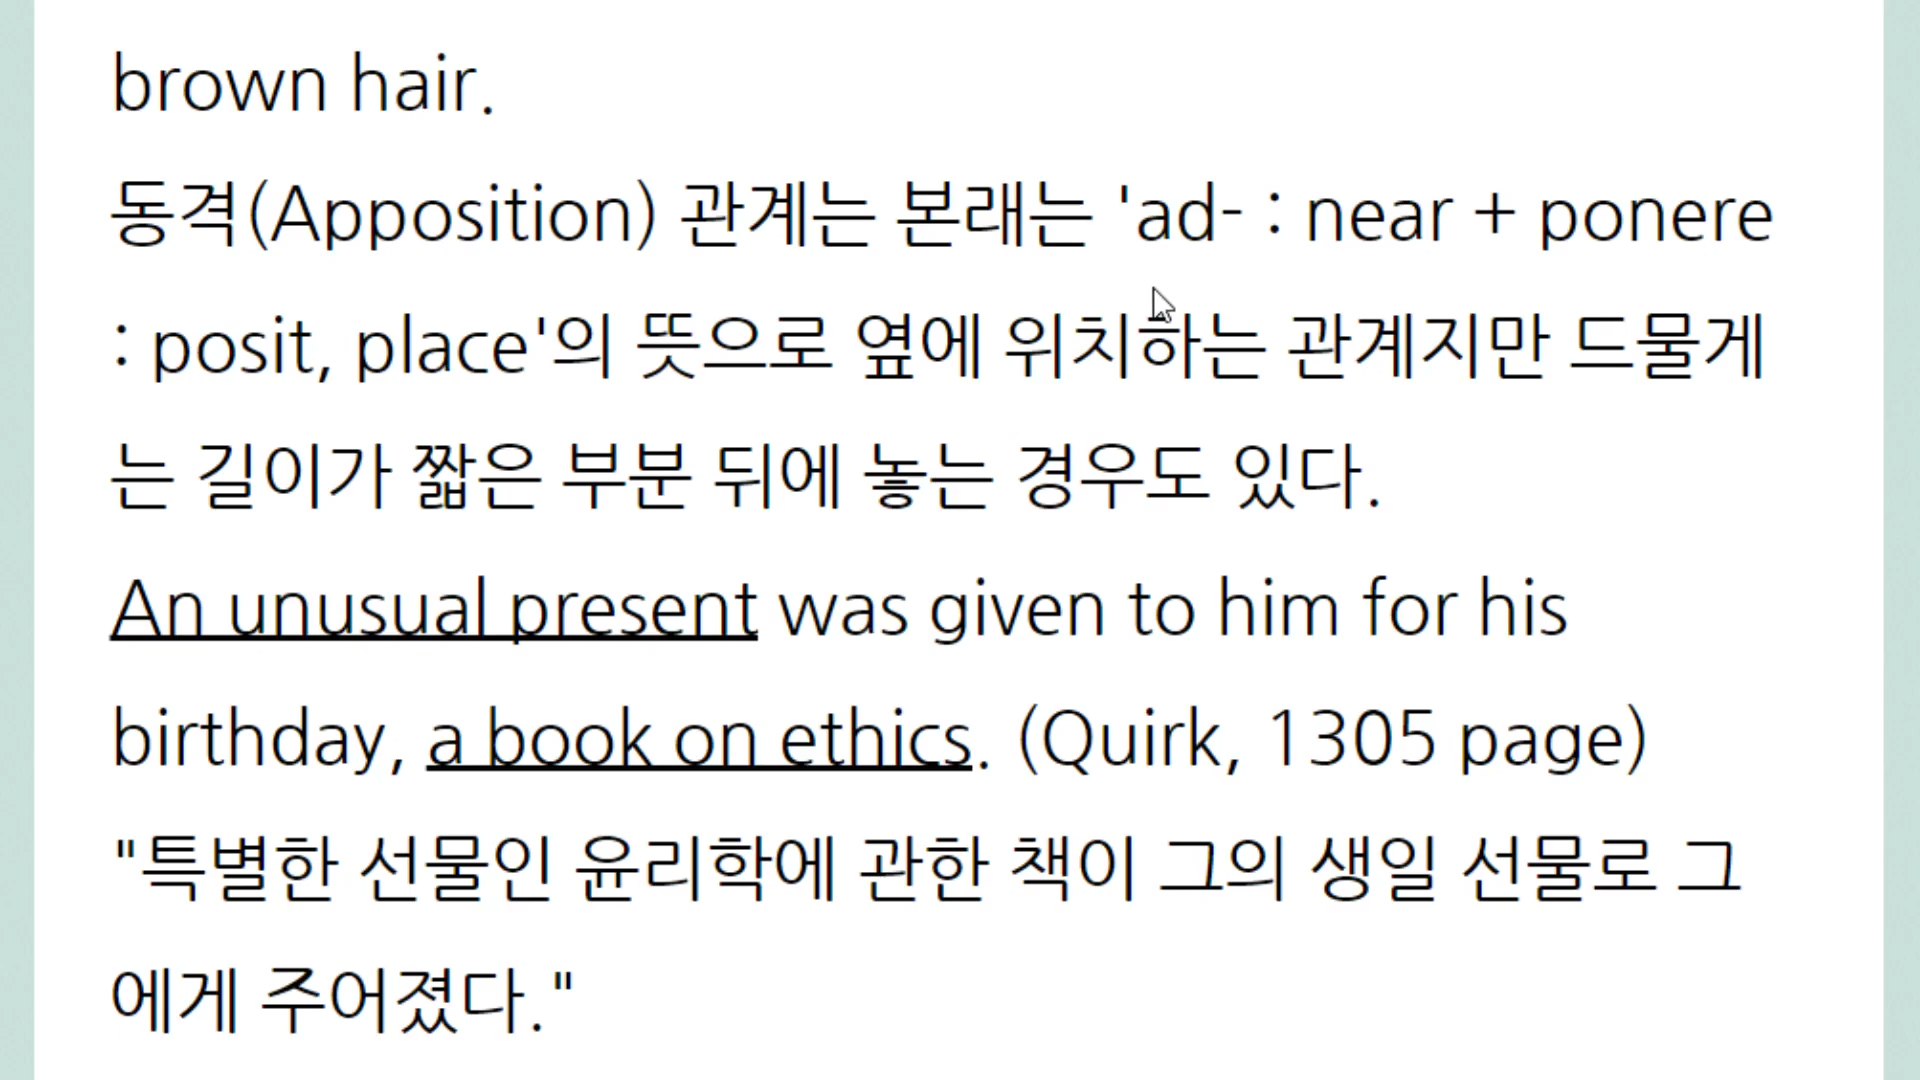 brown hair.
동격(Apposition) 관계는 본래는 'ad- : near + ponere
: posit, place'의 뜻으로 옆에 위치하는 관계지만 드물게
는 길이가 짧은 부분 뒤에 놓는 경우도 있다.
An unusual present was given to him for his
birthday, a book on ethics. (Quirk, 1305 page)
"특별한 선물인 윤리학에 관한 책이 그의 생일 선물로 그
에게 주어졌다."